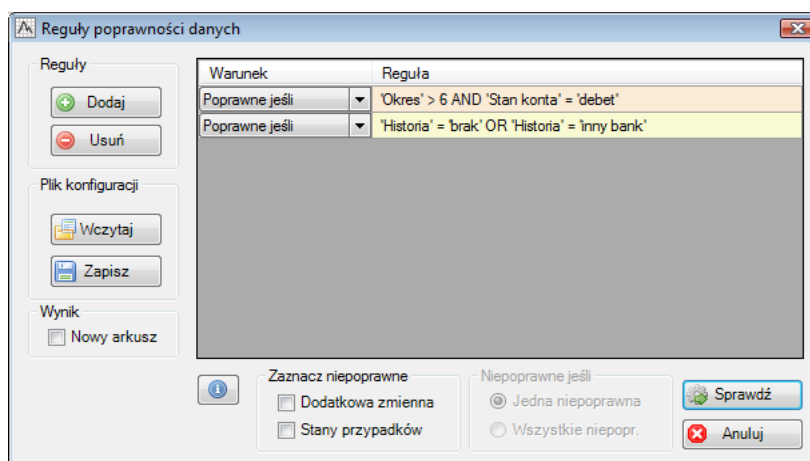 Reguły poprawności danych
Reguły
Dodaj
Usuń
Plik konfiguracji
Wczytaj
Zapisz
Wynik
Nowy arkusz
Warunek Reguła
Poprawne jeśli 'Okres' > 6 AND 'Stan konta' = 'debet'
Poprawne jeśli 'Historia' = 'brak' OR 'Historia' = 'inny bank'
Zaznacz niepoprawne
Dodatkowa zmienna
Stany przypadków
Niepoprawne jeśli
Jedna niepoprawna
Wszystkie niepopr.
Sprawdź
Anuluj